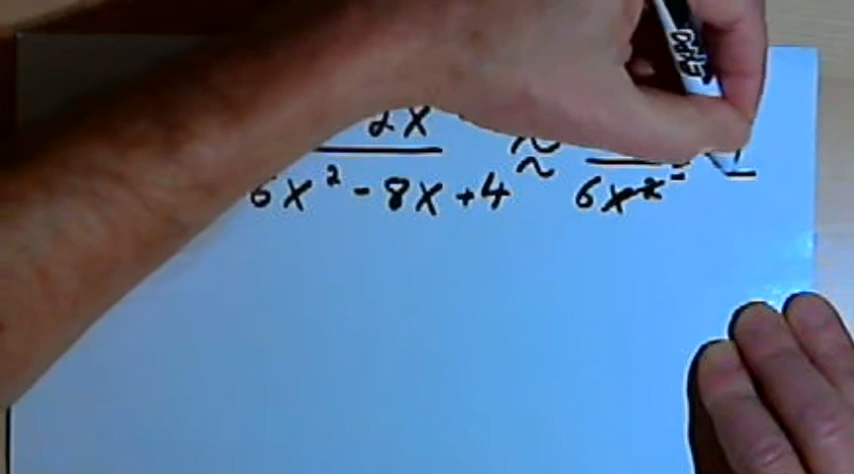 2x
6x² - 8x + 4 ≈ 6x² =